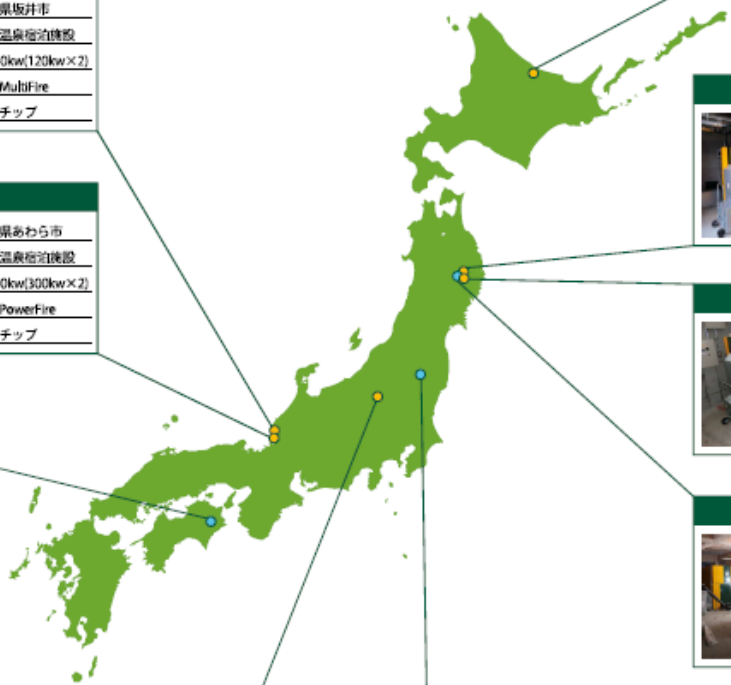 県坂井市
温泉宿泊施設
0kw(120kw×2)
MultiFire
チップ
県あわら市
温泉宿泊施設
0kw(300kw×2)
PowerFire
チップ